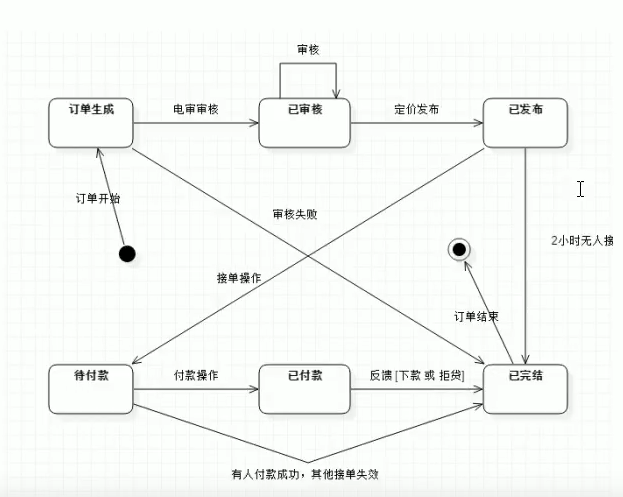 审核
订单生成
电审审核
已审核
定价发布
已发布
订单开始
审核失败
2小时无人接
接单操作
订单结束
待付款
付款操作
已付款
反馈 [下款 或 拒贷]
已完结
有人付款成功，其他接单失效